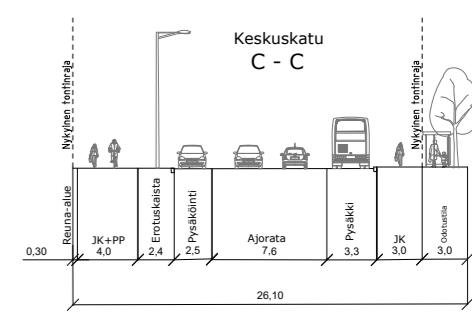 Keskuskatu
C - C
Nykyinen tontinraja
Nykyinen tontinraja
Reuna-alue
0,30
JK+PP
4,0
Erotuskaista
2,4
Pysäköinti
2,5
Ajorata
7,6
Pysäkki
3,3
JK
3,0
Odotustila
3,0
26,10